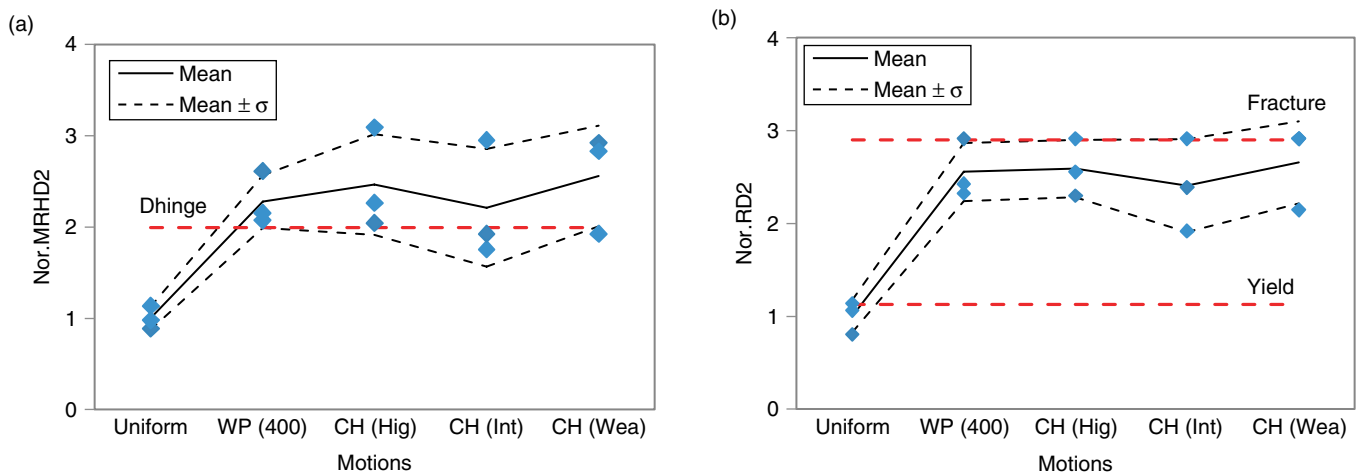 (a)
4
3
2
1
0
Nor.MRHD2
Mean
Mean ± σ
Dhinge
Uniform WP (400) CH (Hig) CH (Int) CH (Wea)
Motions
(b)
4
3
2
1
0
Nor.RD2
Mean
Mean ± σ
Fracture
Yield
Uniform WP (400) CH (Hig) CH (Int) CH (Wea)
Motions